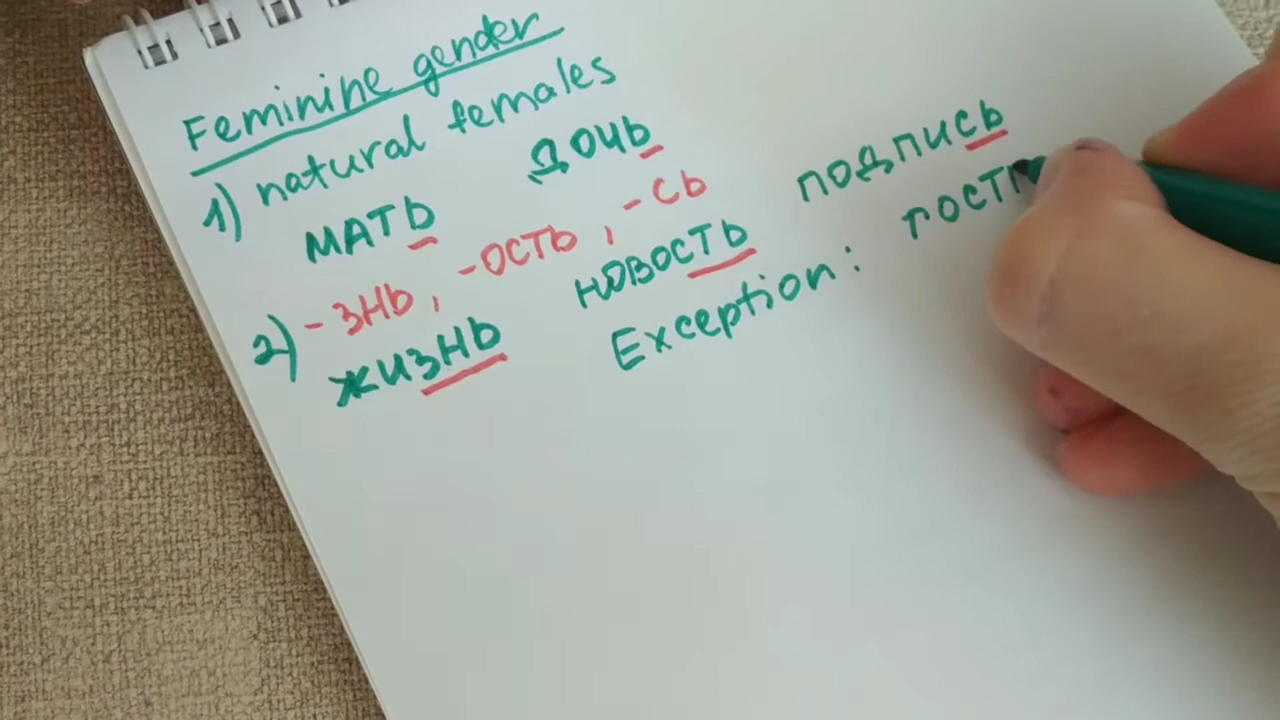 Feminine gender
1) natural females
мать дочь
2) -знь, -ость, -сь
жизнь новость подпись
Exception: